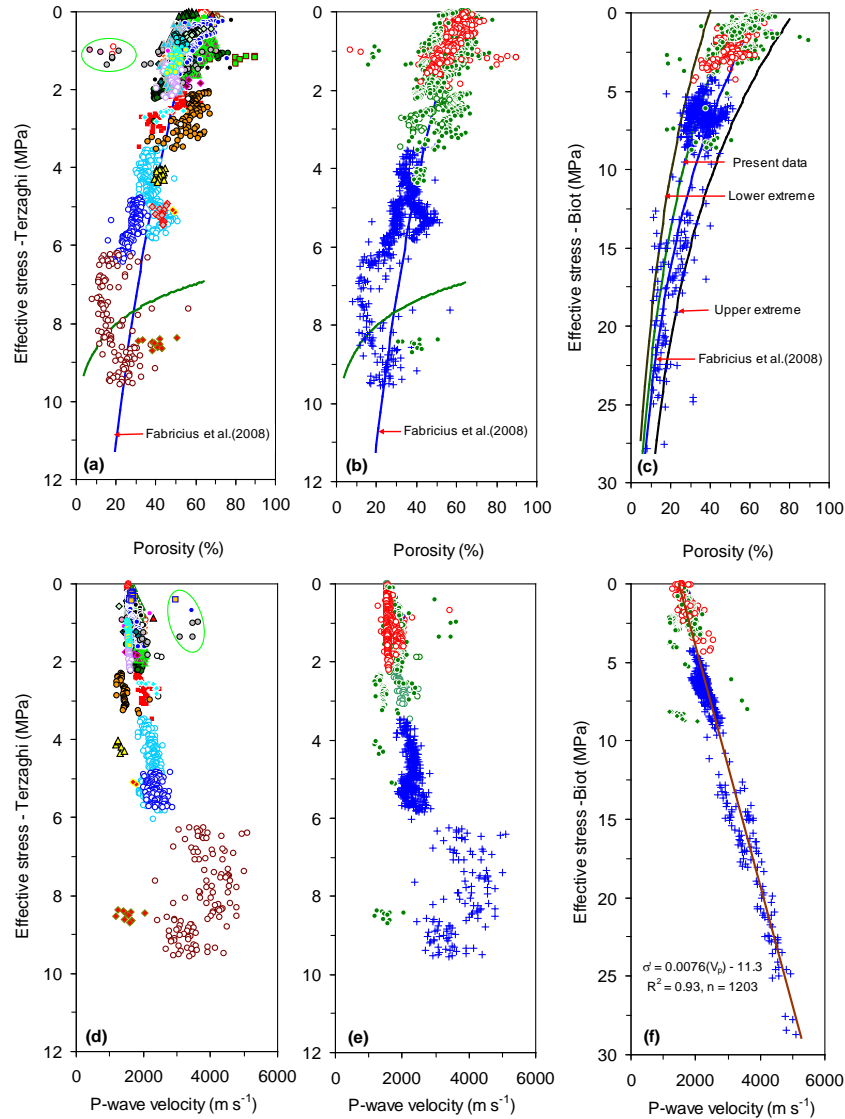 Effective stress -Terzaghi (MPa)
0
2
4
6
8
10
12
0 20 40 60 80 100
Porosity (%)
Fabricius et al.(2008)
(a)
0
2
4
6
8
10
12
0 20 40 60 80 100
Porosity (%)
Fabricius et al.(2008)
(b)
Effective stress - Biot (MPa)
0
5
10
15
20
25
30
0 20 40 60 80 100
Porosity (%)
Present data
Lower extreme
Upper extreme
Fabricius et al.(2008)
(c)
Effective stress - Terzaghi (MPa)
0
2
4
6
9
12
0 2000 4000 6000
P-wave velocity (m s-1)
(d)
0
2
4
6
9
12
0 2000 4000 6000
P-wave velocity (m s-1)
(e)
Effective stress -Biot (MPa)
0
5
10
15
20
25
30
0 2000 4000 6000
P-wave velocity (m s-1)
σ' = 0.0076(Vp) - 11.3
R2 = 0.93, n = 1203
(f)